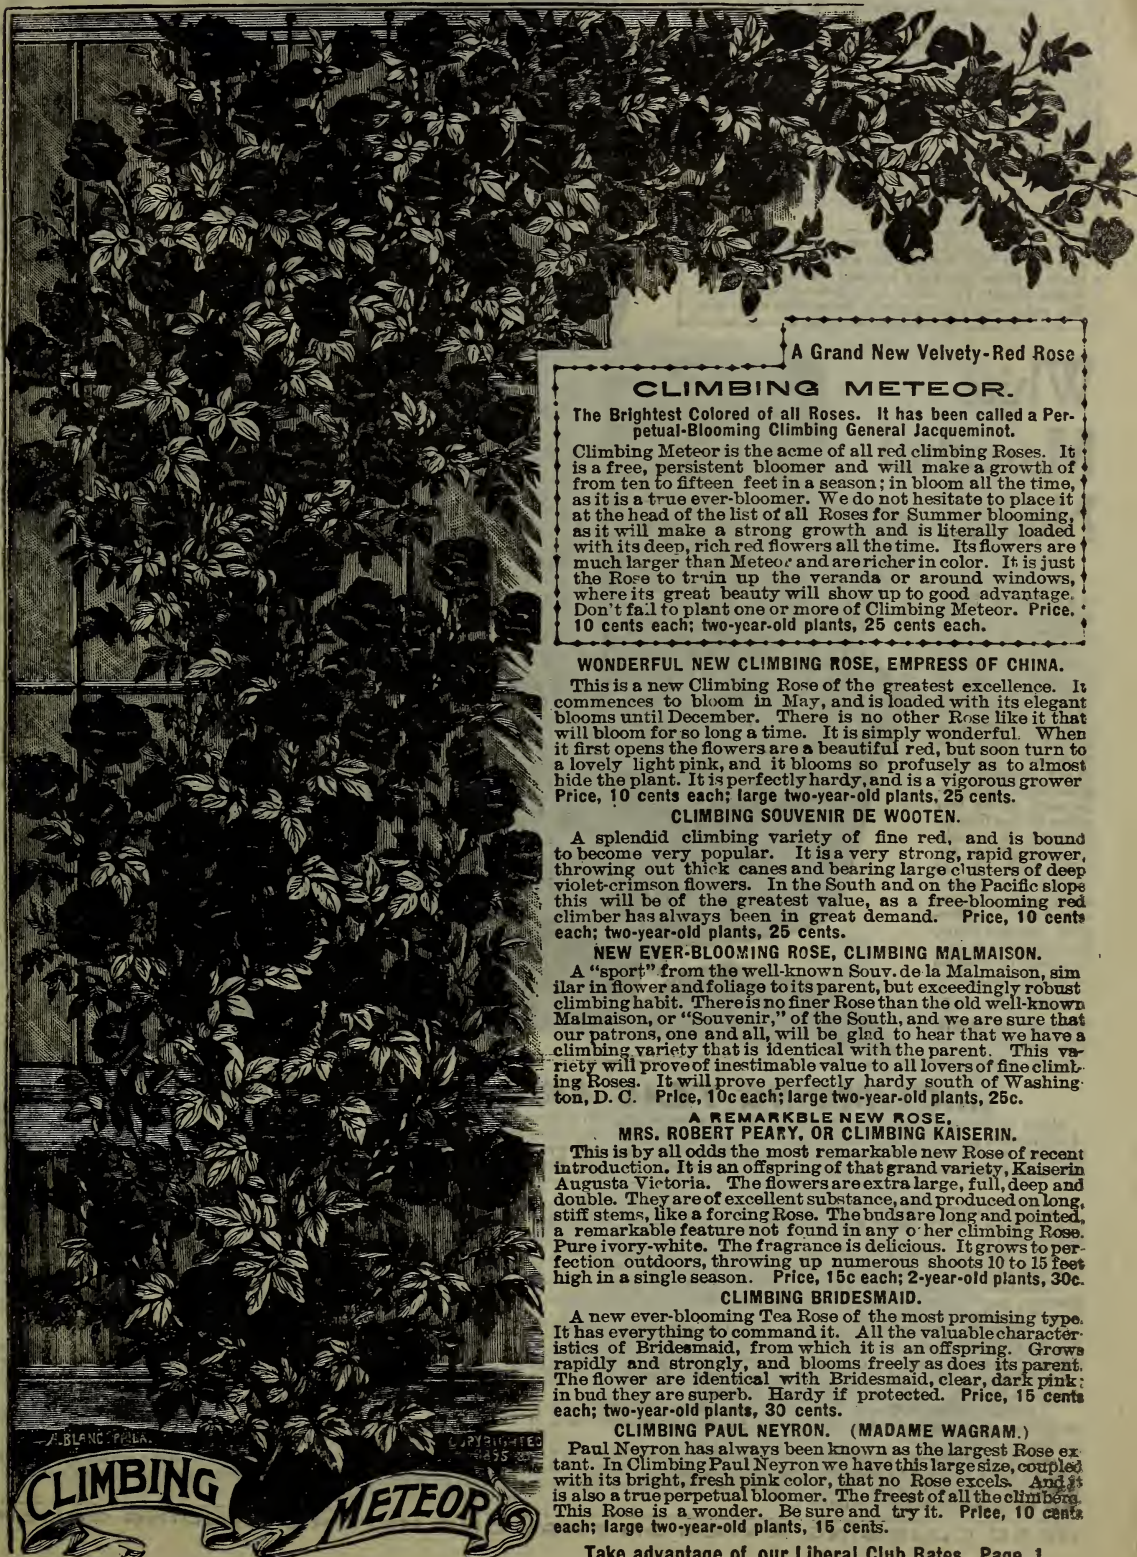 A Grand New Velvety-Red Rose
CLIMBING METEOR.
The Brightest Colored of all Roses. It has been called a Per-
petual-Blooming Climbing General Jacqueminot.
Climbing Meteor is the acme of all red climbing Roses. It
is a free, persistent bloomer and will make a growth of
from ten to fifteen feet in a season; in bloom all the time,
as it is a true ever-bloomer. We do not hesitate to place it
at the head of the list of all Roses for Summer blooming,
as it will make a strong growth and is literally loaded
with its deep, rich red flowers all the time. Its flowers are
much larger than Meteor and are richer in color. It is just
the Rose to train up the veranda or around windows,
where its great beauty will show up to good advantage.
Don't fail to plant one or more of Climbing Meteor. Price,
10 cents each; two-year-old plants, 25 cents each.
WONDERFUL NEW CLIMBING ROSE, EMPRESS OF CHINA.
This is a new Climbing Rose of the greatest excellence. It
commences to bloom in May, and is loaded with its elegant
blooms until December. There is no other Rose like it that
will bloom for so long a time. It is simply wonderful. When
it first opens the flowers are a beautiful red, but soon turn to
a lovely light pink, and it blooms so profusely as to almost
hide the plant. It is perfectly hardy, and is a vigorous grower
Price, 10 cents each; large two-year-old plants, 25 cents.
CLIMBING SOUVENIR DE WOOTEN.
A splendid climbing variety of fine red, and is bound
to become very popular. It is a very strong, rapid grower,
throwing out thick canes and bearing large clusters of deep
violet-crimson flowers. In the South and on the Pacific slope
this will be of the greatest value, as a free-blooming red
climber has always been in great demand. Price, 10 cents
each; two-year-old plants, 25 cents.
NEW EVER-BLOOMING ROSE, CLIMBING MALMAISON.
A "sport" from the well-known Souv. de la Malmaison, sim
ilar in flower and foliage to its parent, but exceedingly robust
climbing habit. There is no finer Rose than the old well-known
Malmaison, or "Souvenir," of the South, and we are sure that
our patrons, one and all, will be glad to hear that we have a
climbing variety that is identical with the parent. This va-
riety will prove of inestimable value to all lovers of fine climb-
ing Roses. It will prove perfectly hardy south of Washing-
ton, D. C. Price, 10c each; large two-year-old plants, 25c.
A REMARKBLE NEW ROSE,
MRS. ROBERT PEARY, OR CLIMBING KAISERIN.
This is by all odds the most remarkable new Rose of recent
introduction. It is an offspring of that grand variety, Kaiserin
Augusta Victoria. The flowers are extra large, full, deep and
double. They are of excellent substance, and produced on long,
stiff stems, like a forcing Rose. The buds are long and pointed,
a remarkable feature not found in any o her climbing Rose.
Pure ivory-white. The fragrance is delicious. It grows to per-
fection outdoors, throwing up numerous shoots 10 to 15 feet
high in a single season. Price, 15c each; 2-year-old plants, 30c.
CLIMBING BRIDESMAID.
A new ever-blooming Tea Rose of the most promising type.
It has everything to command it. All the valuable character-
istics of Bridesmaid, from which it is an offspring. Grows
rapidly and strongly, and blooms freely as does its parent.
The flower are identical with Bridesmaid, clear, dark pink;
in bud they are superb. Hardy if protected. Price, 15 cents
each; two-year-old plants, 30 cents.
CLIMBING PAUL NEYRON. (MADAME WAGRAM.)
Paul Neyron has always been known as the largest Rose ex
tant. In Climbing Paul Neyron we have this large size, coupled
with its bright, fresh pink color, that no Rose excels. And it
is also a true perpetual bloomer. The freest of all the climbers.
This Rose is a wonder. Be sure and try it. Price, 10 cents
each; large two-year-old plants, 15 cents.
Take advantage of our Liberal Club Rates, Page 1
A. BLANC PHILA.
COPYRIGHTED
CLIMBING
METEOR